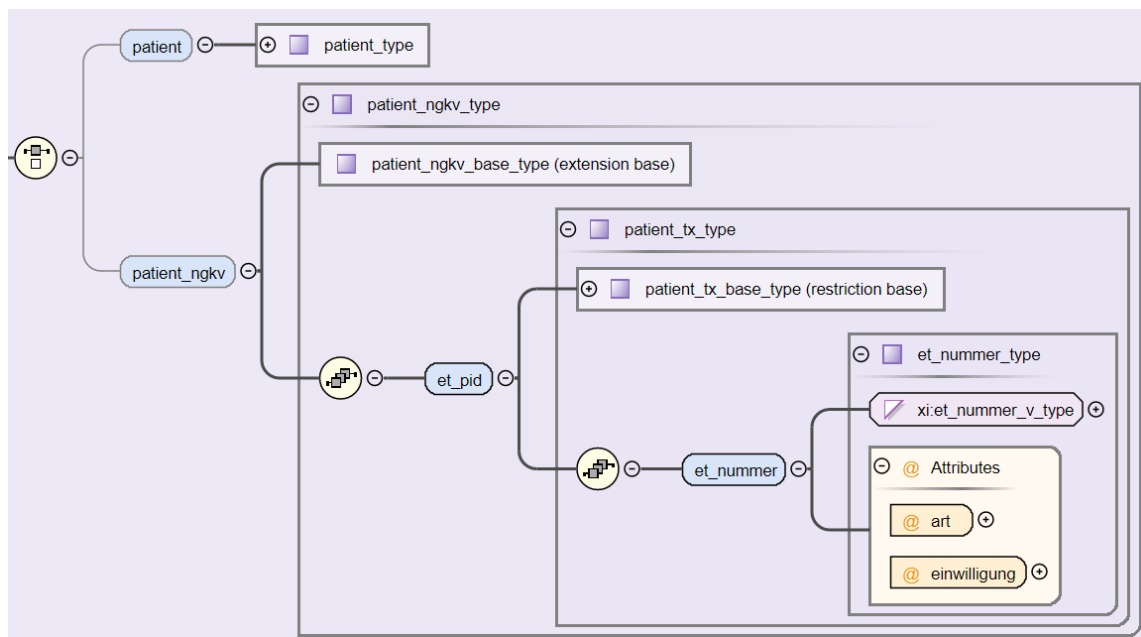 patient
patient_type
patient_ngkv_type
patient_ngkv_base_type (extension base)
patient_tx_type
patient_ngkv
patient_tx_base_type (restriction base)
et_nummer_type
et_pid
xi:et_nummer_v_type
et_nummer
@ Attributes
@ art
@ einwilligung